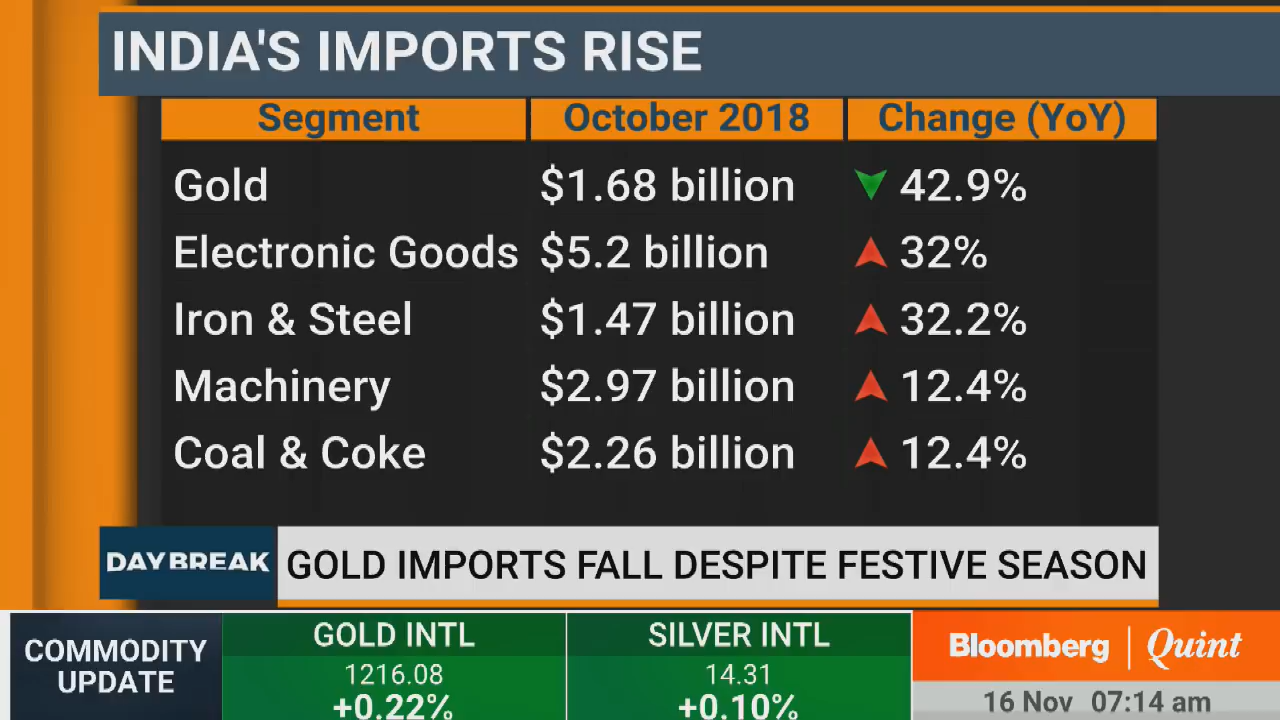 INDIA'S IMPORTS RISE
Segment October 2018 Change (YoY)
Gold $1.68 billion 42.9%
Electronic Goods $5.2 billion 32%
Iron & Steel $1.47 billion 32.2%
Machinery $2.97 billion 12.4%
Coal & Coke $2.26 billion 12.4%
DAYBREAK GOLD IMPORTS FALL DESPITE FESTIVE SEASON
COMMODITY UPDATE
GOLD INTL
1216.08
+0.22%
SILVER INTL
14.31
+0.10%
Bloomberg | Quint
16 Nov 07:14 am